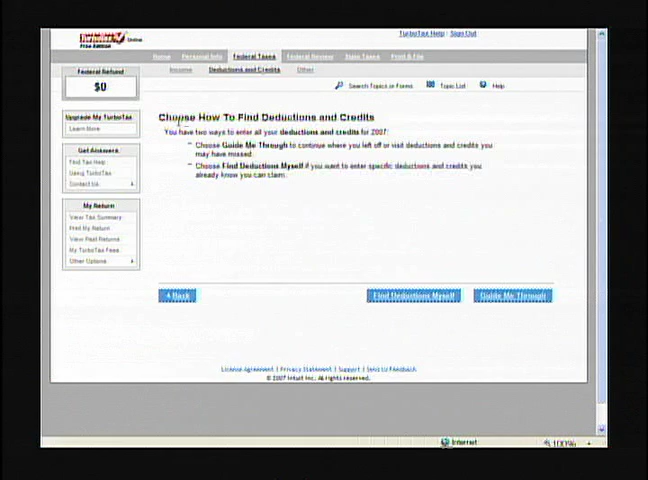 TurboTax Online
Free Edition
TurboTax Help | Sign Out
Home Personal Info Federal Taxes Federal Review State Taxes Print & File
Income Deductions and Credits Other
Federal Refund
$0
Search Topics or Forms Topic List Help
Upgrade My TurboTax
Learn More
Get Answers
Find Tax Help
Using TurboTax
Contact Us
My Return
View Tax Summary
Print My Return
View Past Returns
My TurboTax Fees
Other Options
Choose How To Find Deductions and Credits
You have two ways to enter all your deductions and credits for 2007:
Choose Guide Me Through to continue where you left off or visit deductions and credits you
may have missed.
Choose Find Deductions Myself if you want to enter specific deductions and credits you
already know you can claim.
Back Find Deductions Myself Guide Me Through
License Agreement | Privacy Statement | Support | Send Us Feedback
© 2007 Intuit Inc. All rights reserved.
Internet 100%